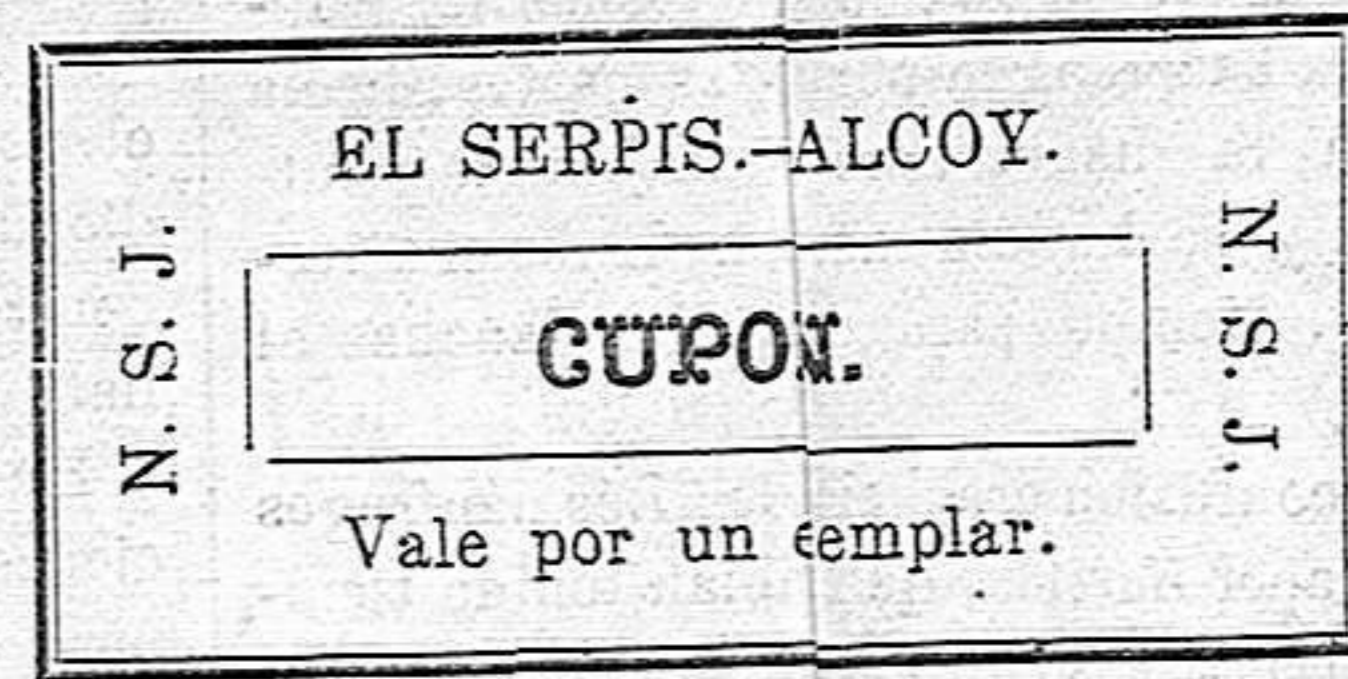 EL SERPIS.-ALCOY.
N. S. J.
CUPON.
N. S. J.
Vale por un eemplar.